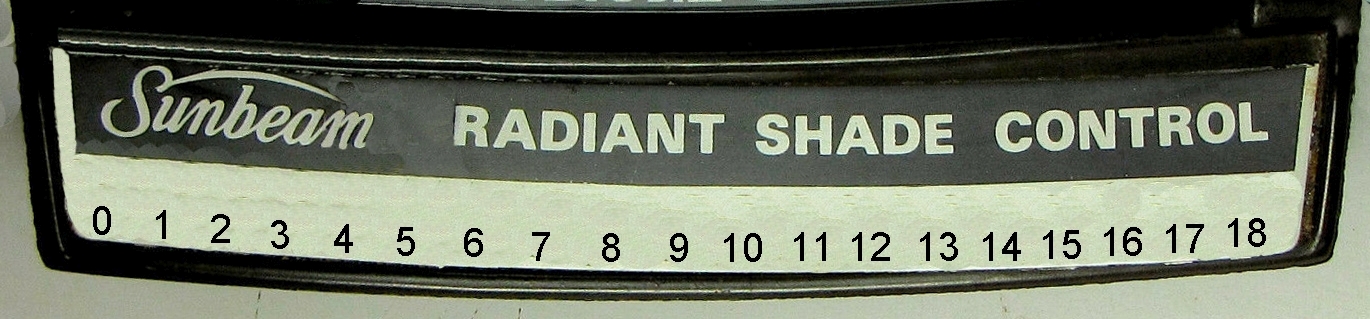 Sunbeam RADIANT SHADE CONTROL
0 1 2 3 4 5 6 7 8 9 10 11 12 13 14 15 16 17 18